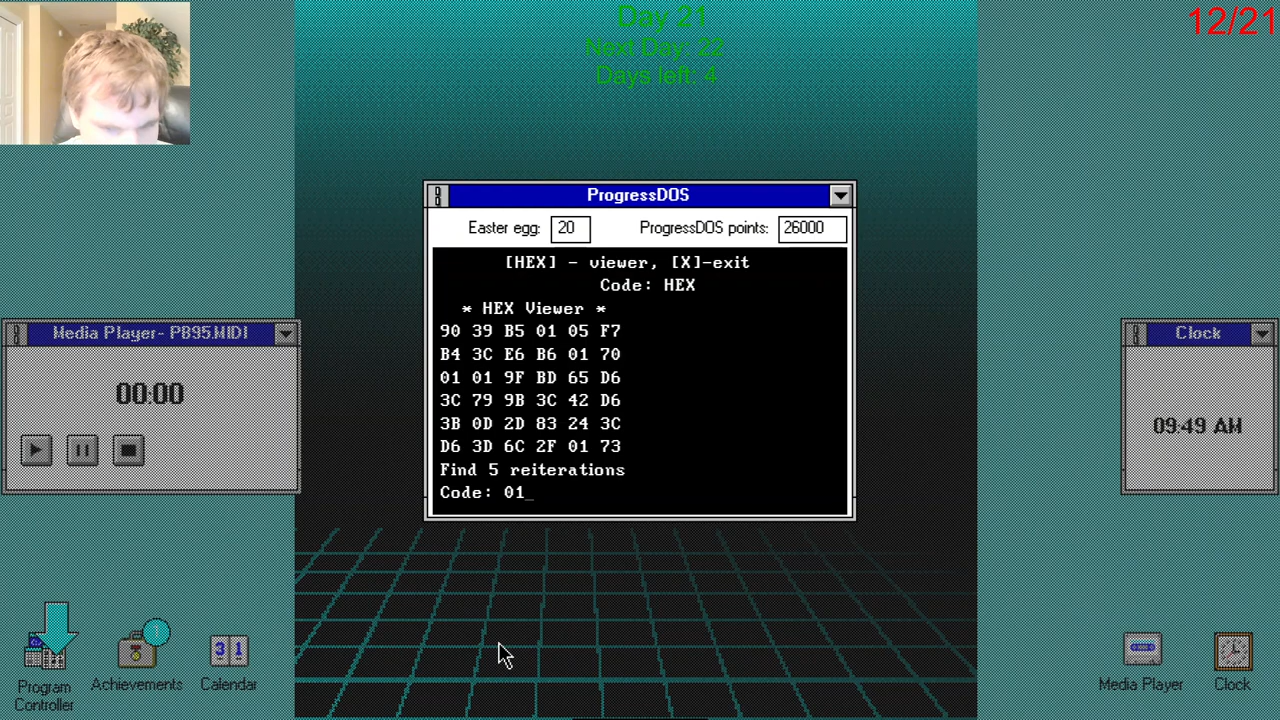 Day 21
Next Day: 22
Days left: 4
12/21
ProgressDOS
Easter egg: 20 ProgressDOS points: 26000
[HEX] - viewer, [X]-exit
Code: HEX
* HEX Viewer *
90 39 B5 01 05 F7
B4 3C E6 B6 01 70
01 01 9F BD 65 D6
3C 79 9B 3C 42 D6
3B 0D 2D 83 24 3C
D6 3D 6C 2F 01 73
Find 5 reiterations
Code: 01_
Media Player- PB95.MIDI
00:00
Clock
09:49 AM
Program
Controller
Achievements
31
Calendar
Media Player
Clock